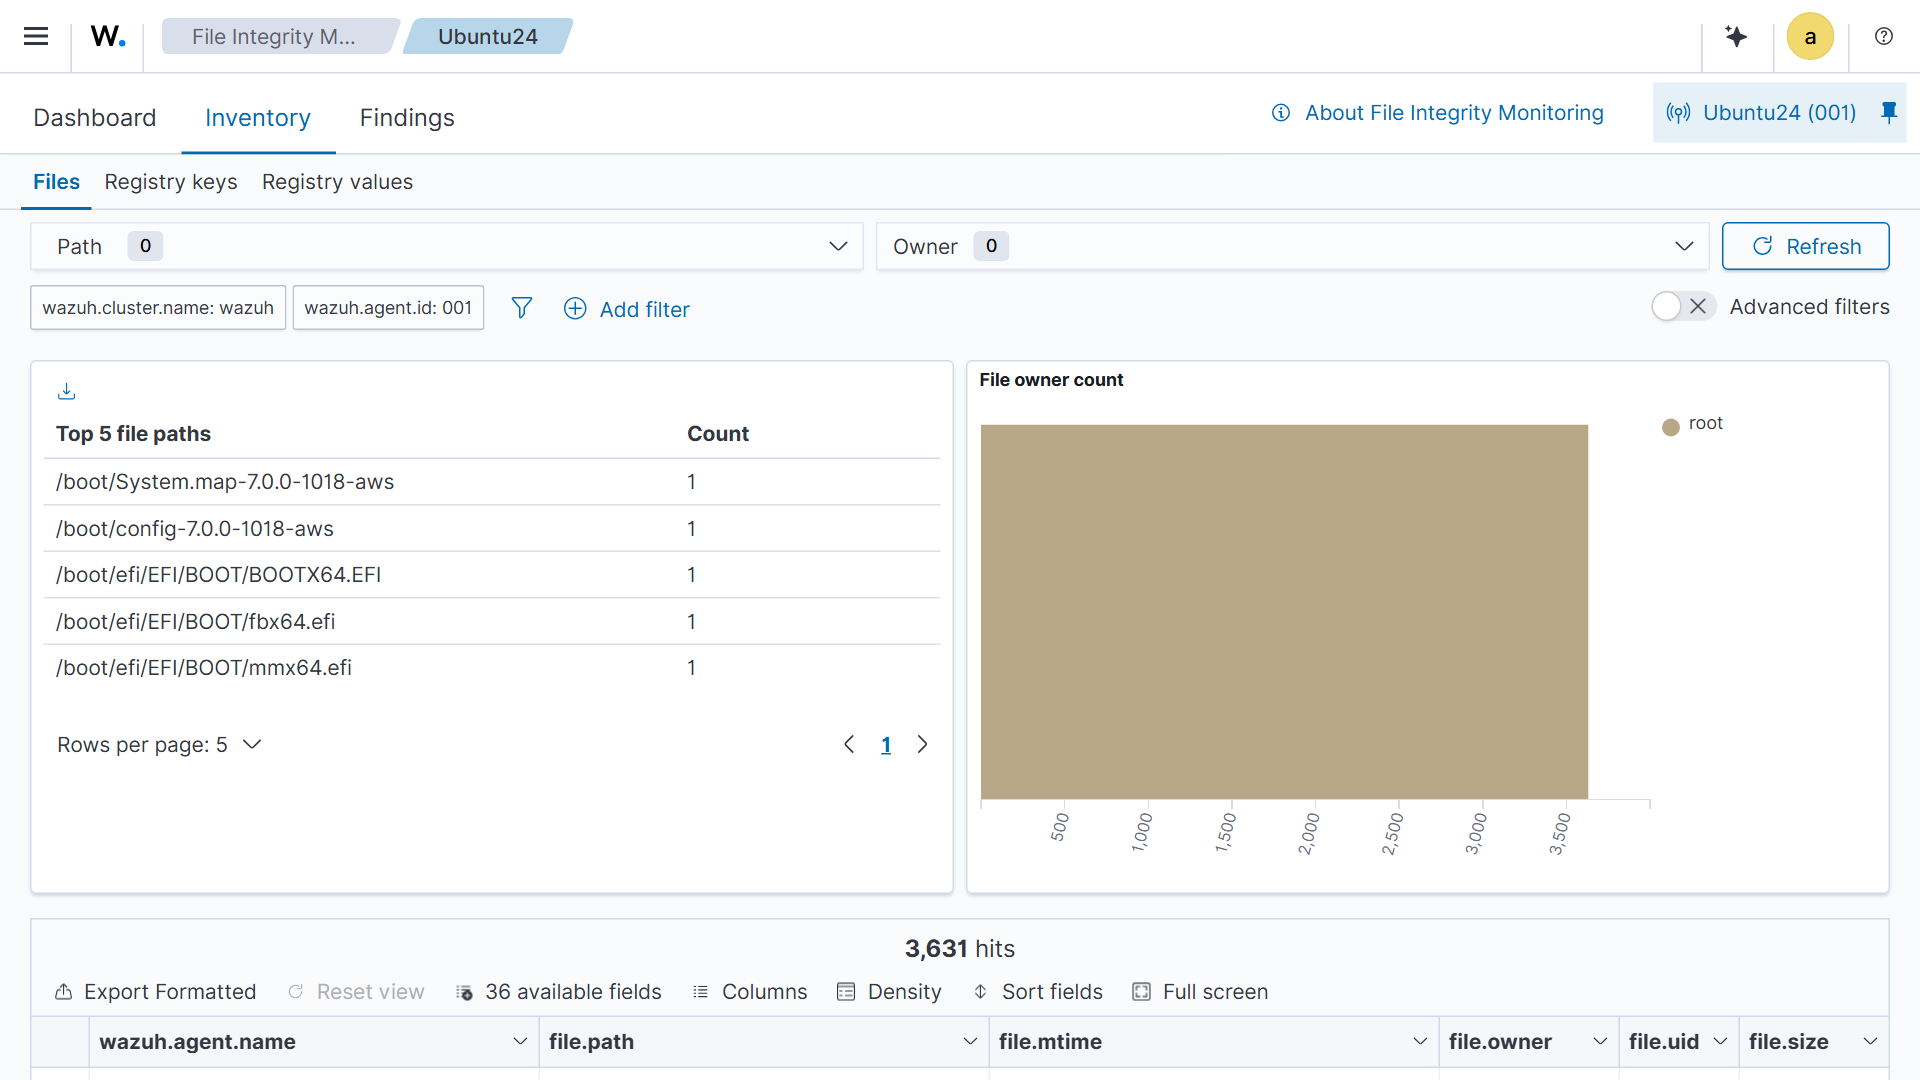 W.
File Integrity M...
Ubuntu24
a
Dashboard
Inventory
Findings
About File Integrity Monitoring
Ubuntu24 (001)
Files
Registry keys
Registry values
Path 0
Owner 0
Refresh
wazuh.cluster.name: wazuh
wazuh.agent.id: 001
Add filter
Advanced filters
Top 5 file paths Count
/boot/System.map-7.0.0-1018-aws 1
/boot/config-7.0.0-1018-aws 1
/boot/efi/EFI/BOOT/BOOTX64.EFI 1
/boot/efi/EFI/BOOT/fbx64.efi 1
/boot/efi/EFI/BOOT/mmx64.efi 1
Rows per page: 5
1
File owner count
root
500
1,000
1,500
2,000
2,500
3,000
3,500
3,631 hits
Export Formatted
Reset view
36 available fields
Columns
Density
Sort fields
Full screen
wazuh.agent.name
file.path
file.mtime
file.owner
file.uid
file.size